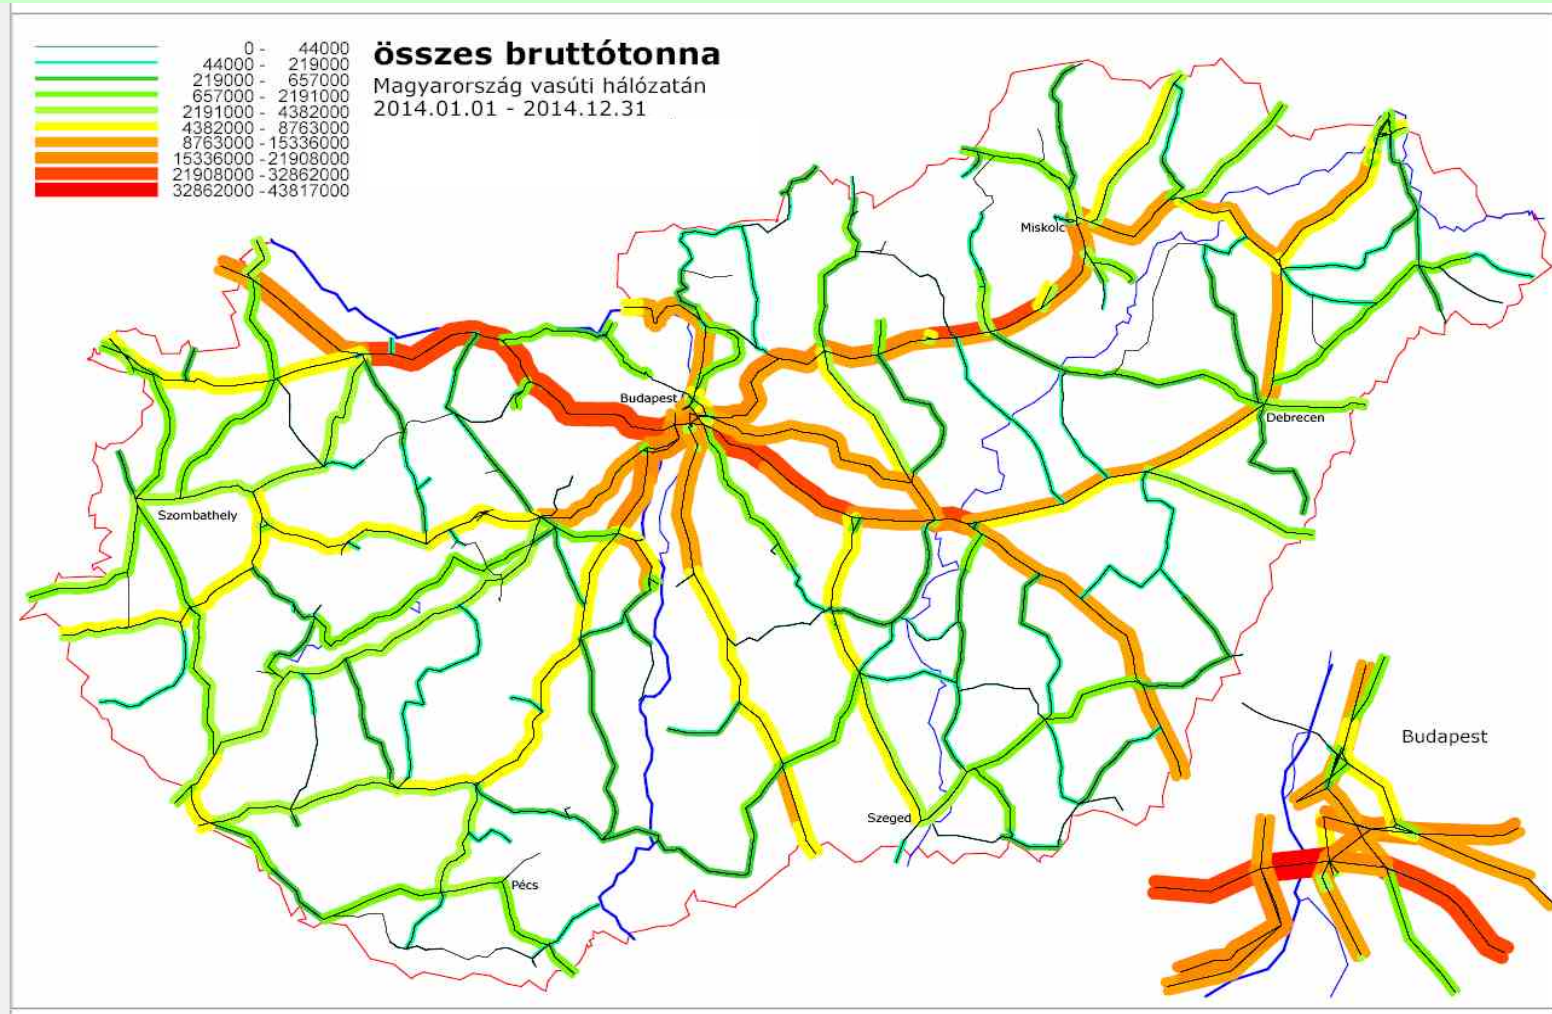 0 - 44000
44000 - 219000
219000 - 657000
657000 - 2191000
2191000 - 4382000
4382000 - 8763000
8763000 - 15336000
15336000 - 21908000
21908000 - 32862000
32862000 - 43817000
összes bruttótonna
Magyarország vasúti hálózatán
2014.01.01 - 2014.12.31
Miskolc
Budapest
Debrecen
Szombathely
Szeged
Pécs
Budapest